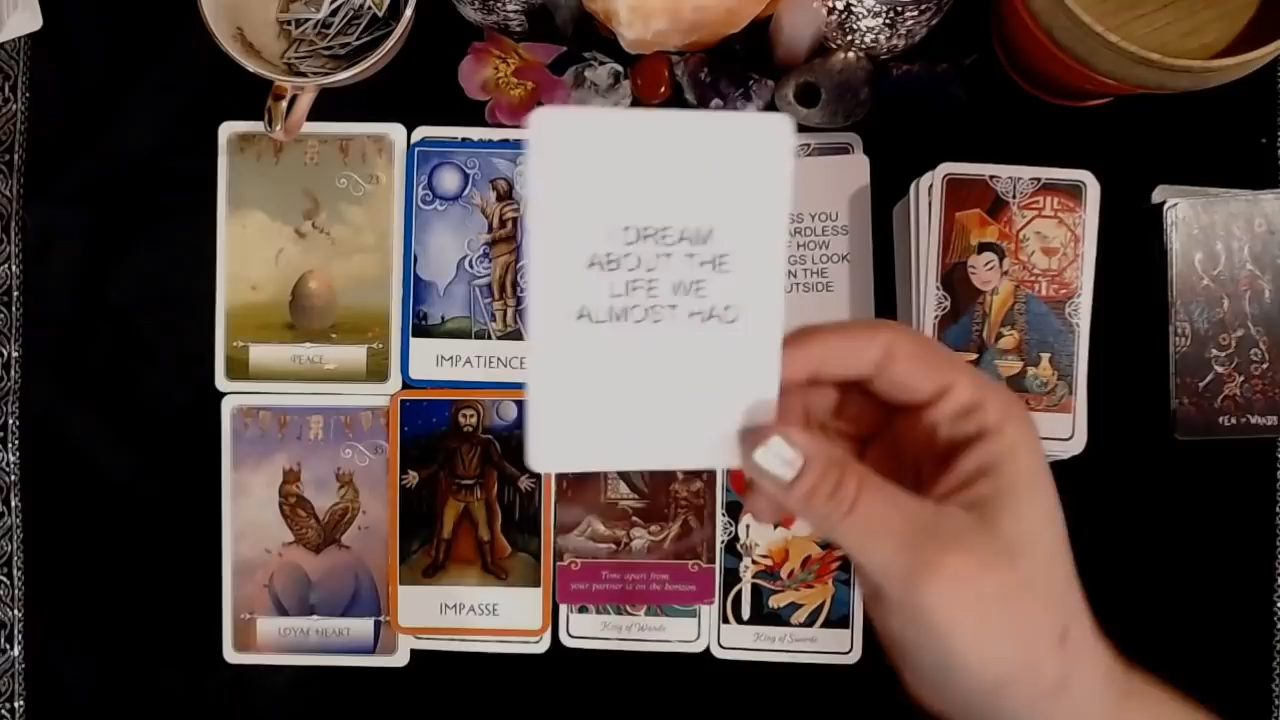 23
PEACE
IMPATIENCE
I DREAM
ABOUT THE
LIFE WE
ALMOST HAD
SS YOU
ARDLESS
F HOW
GS LOOK
N THE
UTSIDE
TEN of WANDS
33
LOYAL HEART
IMPASSE
Time apart from
your partner is on the horizon
King of Wands
King of Swords